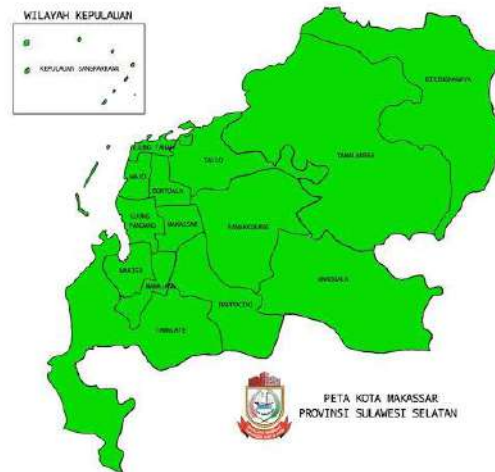 WILAYAH KEPULAUAN
KEPULAUAN SANGKARRANG
BIRINGKANAYA
UJUNG TANAH
TALLO
TAMALANREA
WAJO
BONTOALA
UJUNG
PANDANG
MAKASSAR
PANAKKUKANG
MARISO
MAMAJANG
MANGGALA
RAPPOCINI
TAMALATE
PETA KOTA MAKASSAR
PROVINSI SULAWESI SELATAN